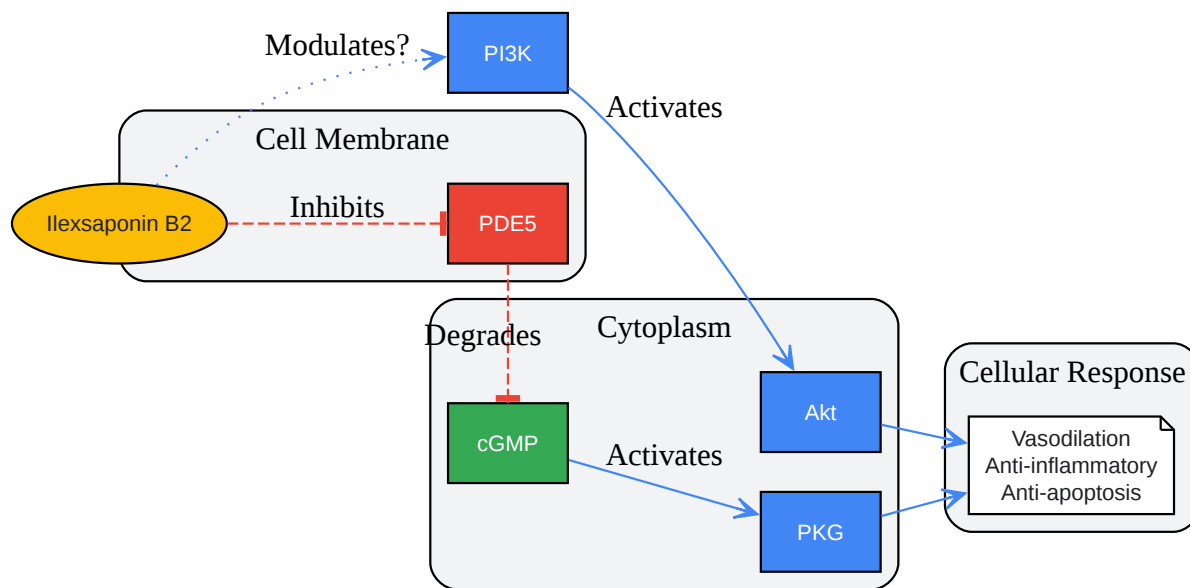 Modulates?
PI3K
Activates
Cell Membrane
Ilexsaponin B2
Inhibits
PDE5
Degrades
Cytoplasm
Cellular Response
Akt
cGMP
Activates
PKG
Vasodilation
Anti-inflammatory
Anti-apoptosis